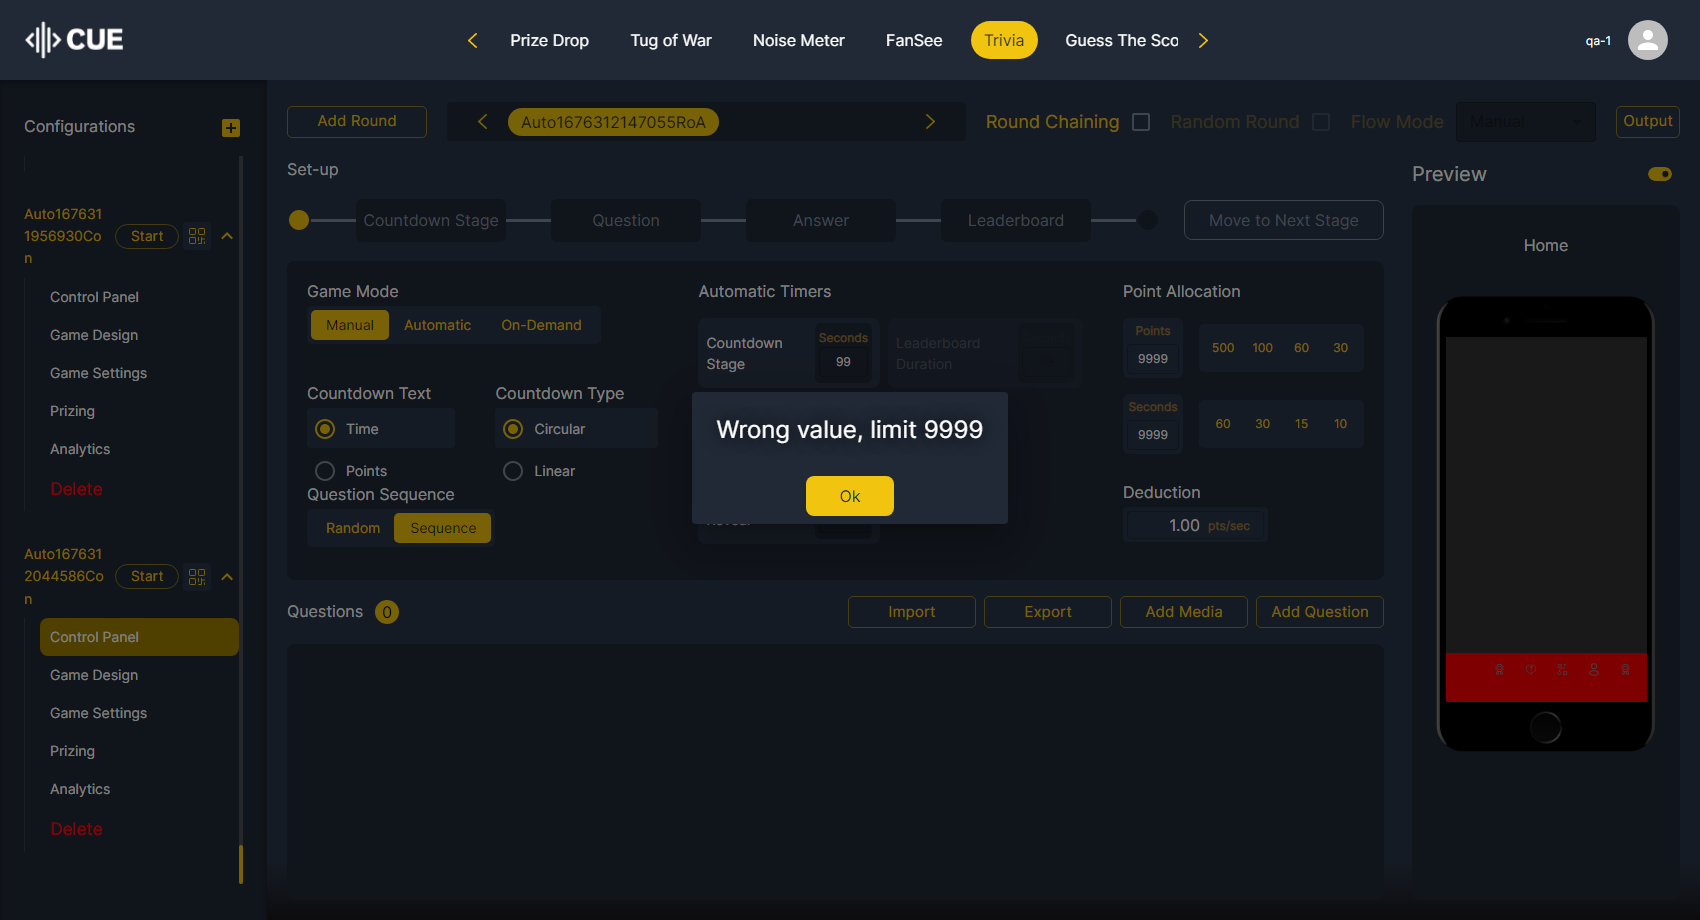 CUE
Prize Drop
Tug of War
Noise Meter
FanSee
Trivia
Guess The Sco
qa-1
Configurations
Auto167631
1956930Co
n
Start
Control Panel
Game Design
Game Settings
Prizing
Analytics
Delete
Auto167631
2044586Co
n
Start
Control Panel
Game Design
Game Settings
Prizing
Analytics
Delete
Add Round
Auto1676312147055RoA
Round Chaining
Random Round
Flow Mode
Manual
Output
Set-up
Countdown Stage
Question
Answer
Leaderboard
Move to Next Stage
Game Mode
Manual
Automatic
On-Demand
Countdown Text
Time
Points
Countdown Type
Circular
Linear
Question Sequence
Random
Sequence
Automatic Timers
Countdown
Stage
Seconds
99
Leaderboard
Duration
Wrong value, limit 9999
Ok
Reveal
Point Allocation
Points
9999
500
100
60
30
Seconds
9999
60
30
15
10
Deduction
1.00 pts/sec
Questions 0
Import
Export
Add Media
Add Question
Preview
Home